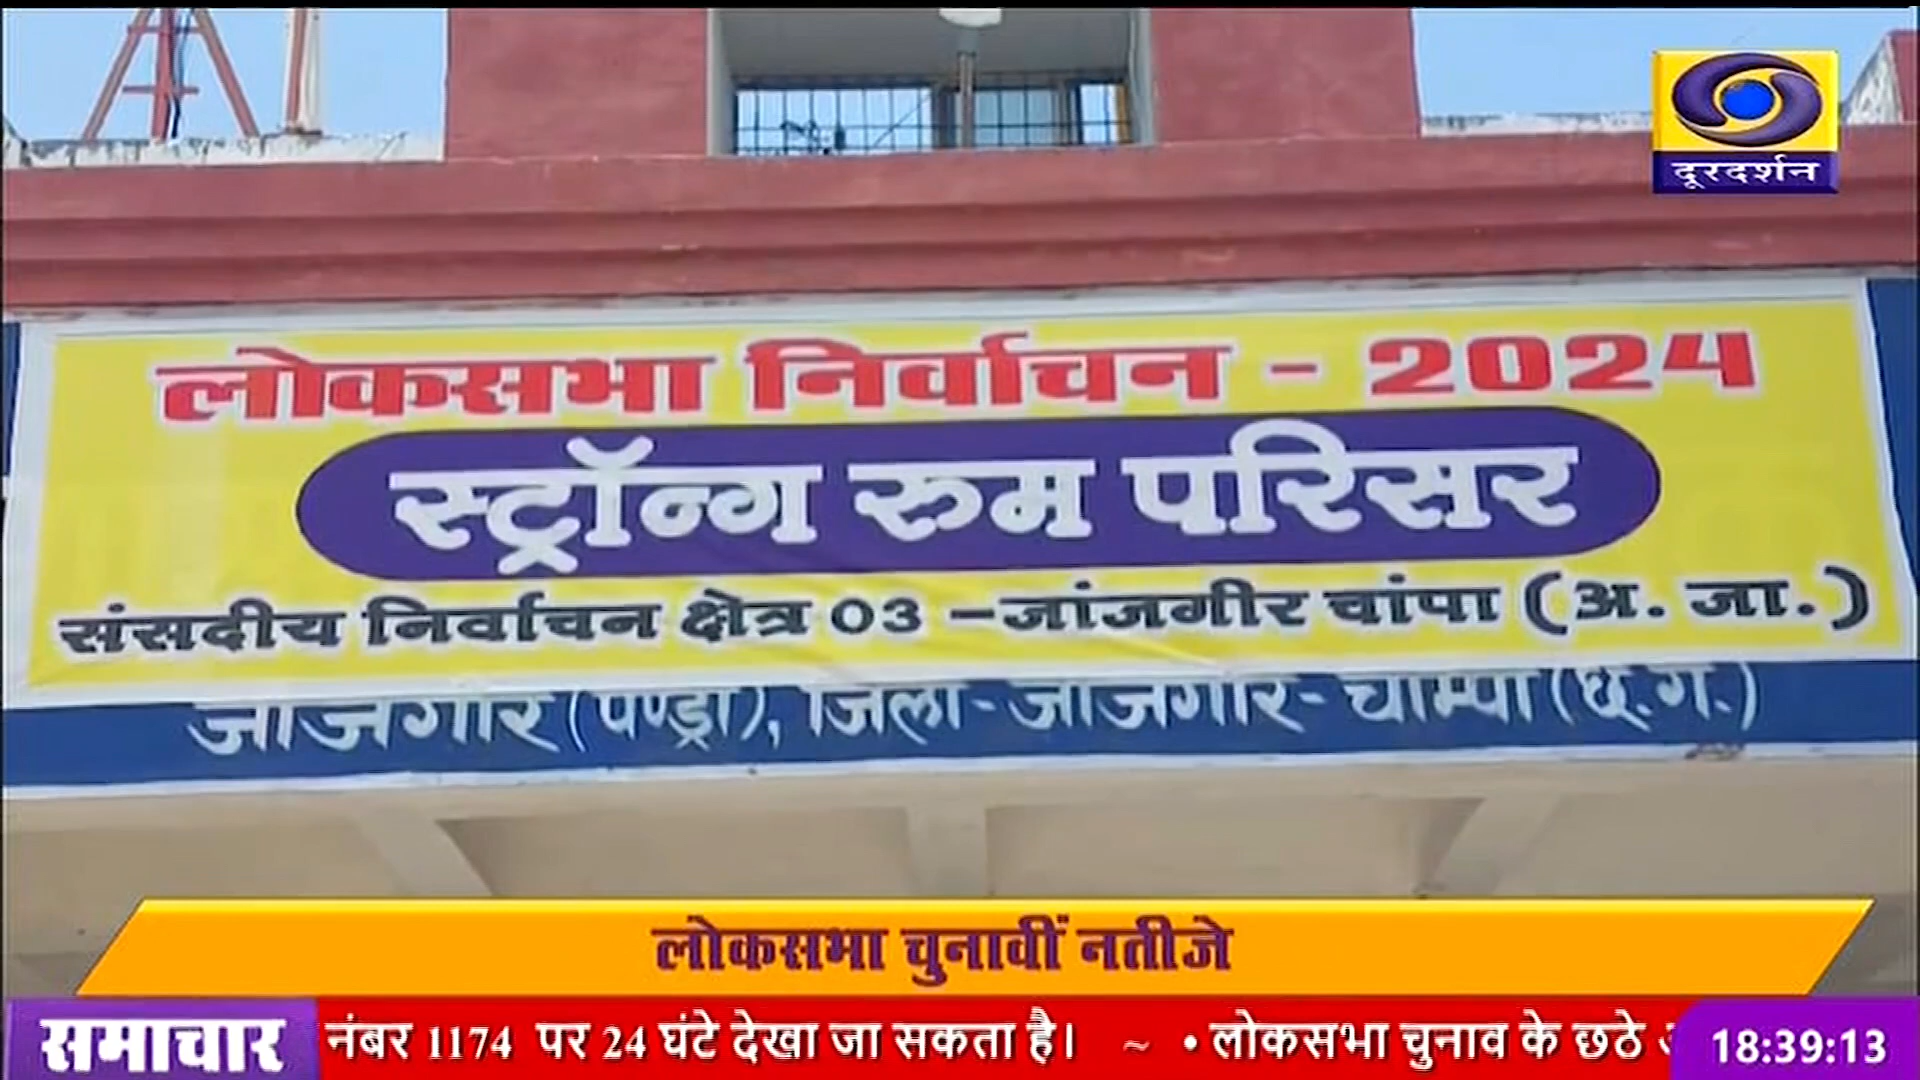 दूरदर्शन
लोकसभा निर्वाचन - 2024
स्ट्रॉन्ग रुम परिसर
संसदीय निर्वाचन क्षेत्र 03 –जांजगीर चांपा (अ. जा.)
जांजगीर (पेण्ड्री), जिला-जांजगीर-चाम्पा (छ.ग.)
लोकसभा चुनावीं नतीजे
समाचार नंबर 1174 पर 24 घंटे देखा जा सकता है। ~ • लोकसभा चुनाव के छठे 18:39:13